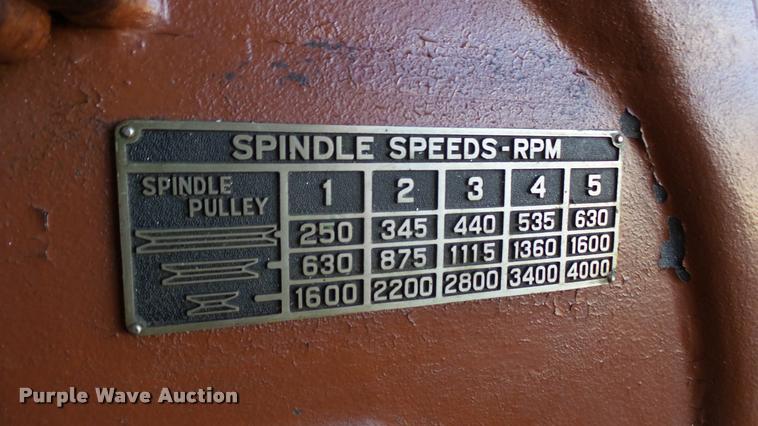 SPINDLE SPEEDS-RPM
SPINDLE PULLEY 1 2 3 4 5
250 345 440 535 630
630 875 1115 1360 1600
1600 2200 2800 3400 4000
Purple Wave Auction®